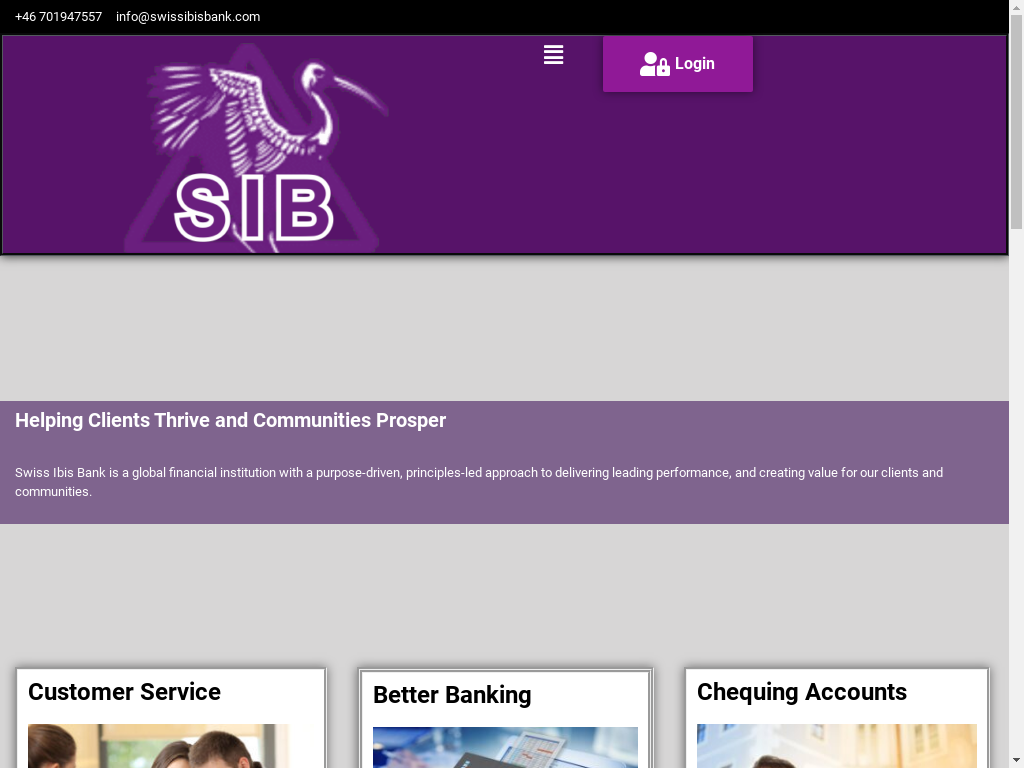 +46 701947557 info@swissibisbank.com
Login
SIB
Helping Clients Thrive and Communities Prosper
Swiss Ibis Bank is a global financial institution with a purpose-driven, principles-led approach to delivering leading performance, and creating value for our clients and
communities.
Customer Service
Better Banking
Chequing Accounts